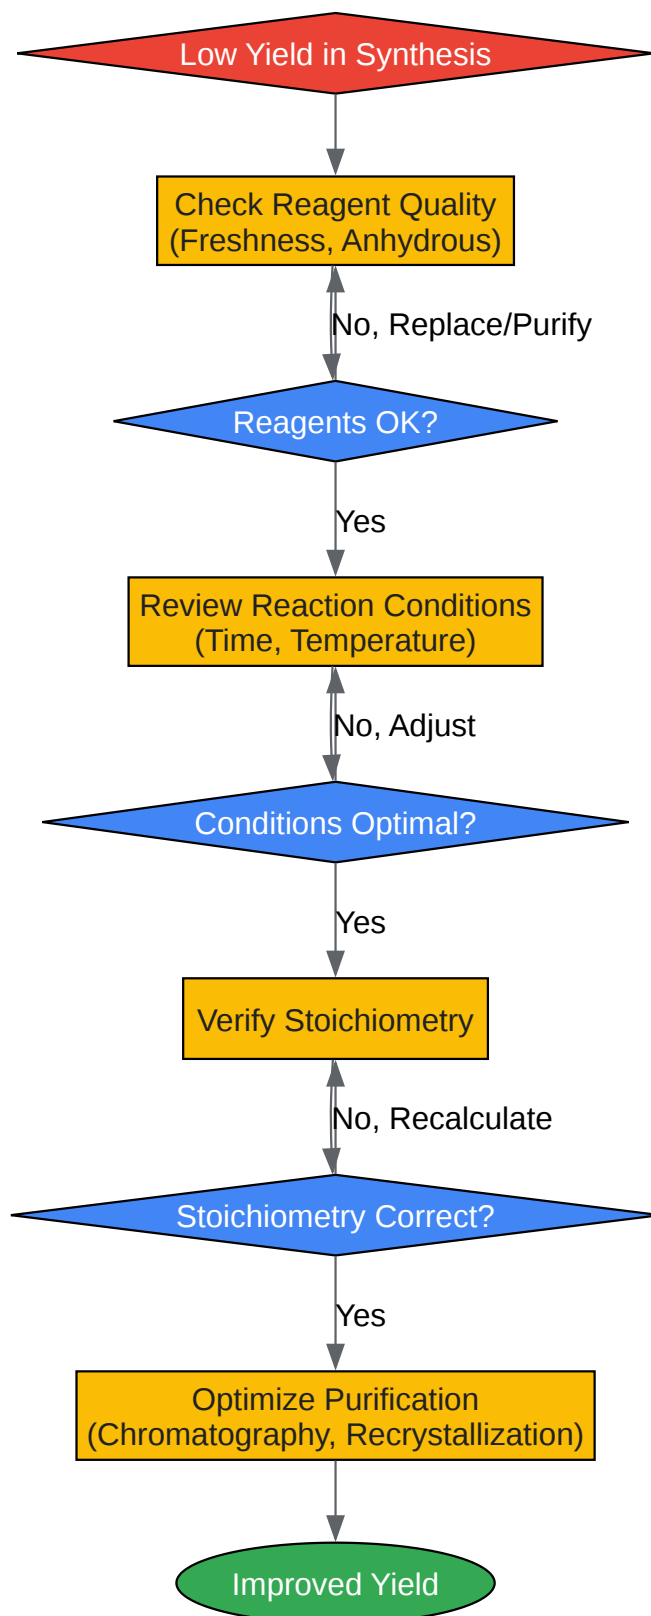 Low Yield in Synthesis
Check Reagent Quality
(Freshness, Anhydrous)
No, Replace/Purify
Reagents OK?
Yes
Review Reaction Conditions
(Time, Temperature)
No, Adjust
Conditions Optimal?
Yes
Verify Stoichiometry
No, Recalculate
Stoichiometry Correct?
Yes
Optimize Purification
(Chromatography, Recrystallization)
Improved Yield